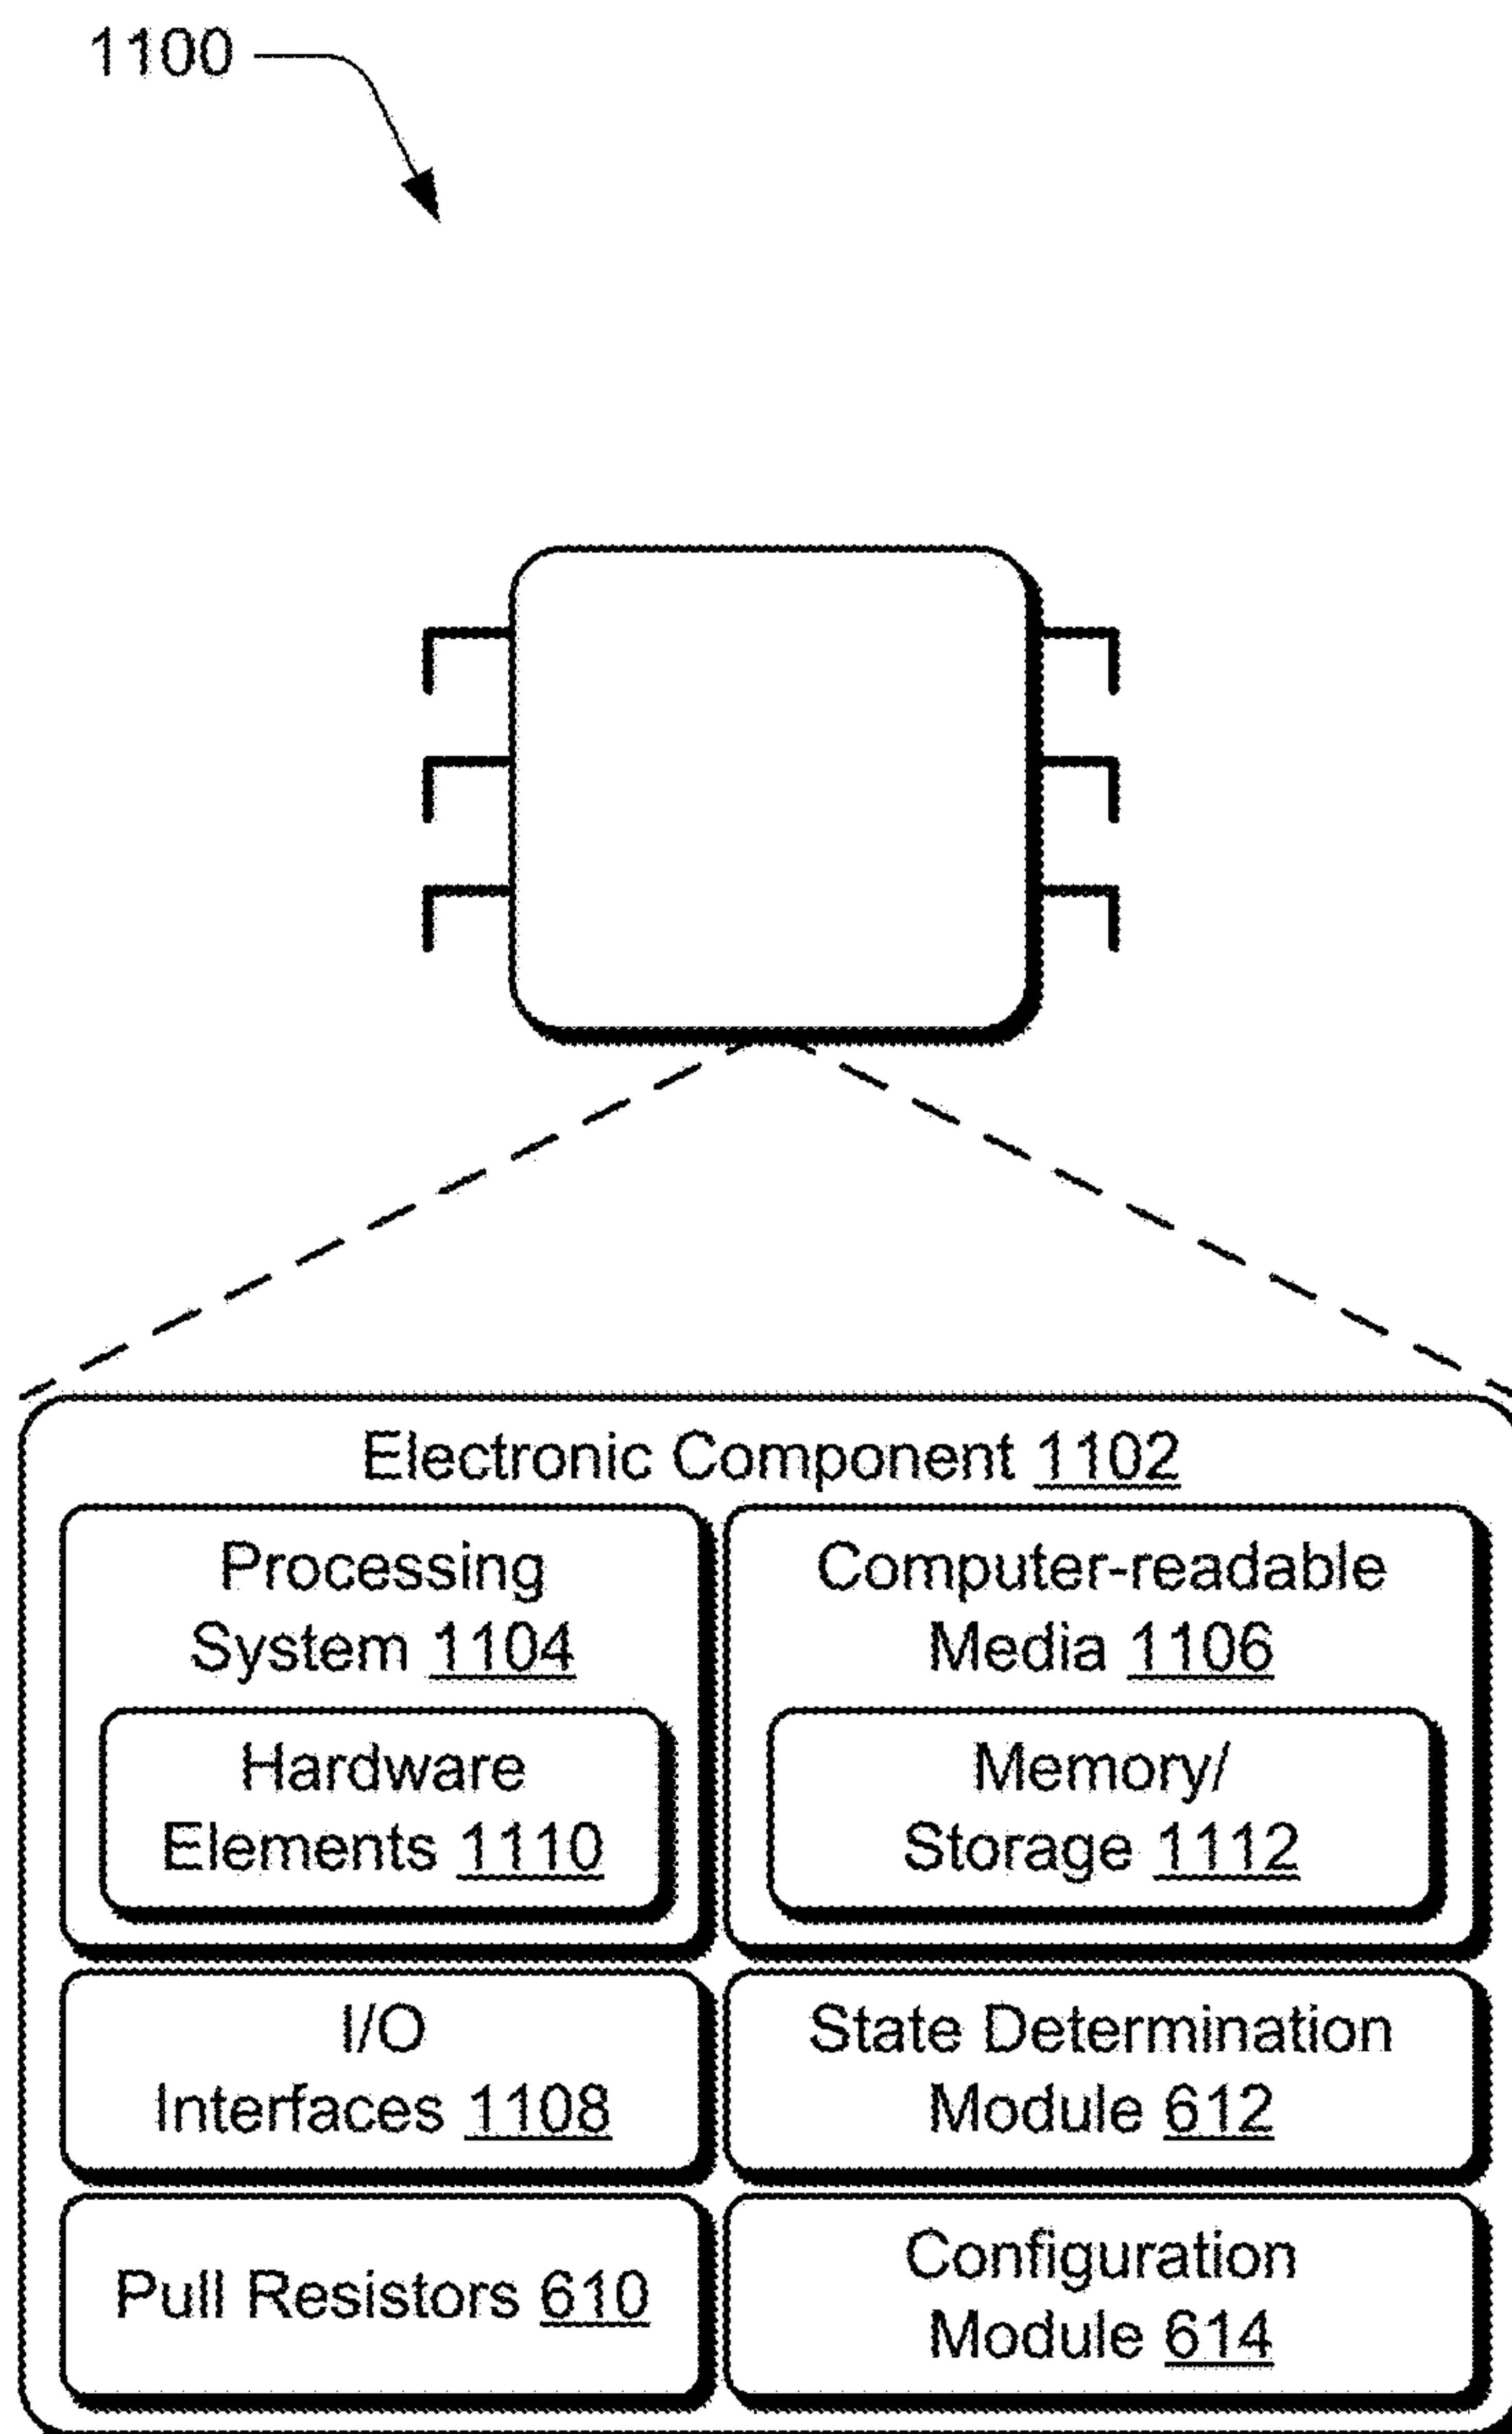 1100
Electronic Component 1102
Processing
System 1104
Hardware
Elements 1110
Computer-readable
Media 1106
Memory/
Storage 1112
I/O
Interfaces 1108
State Determination
Module 612
Pull Resistors 610
Configuration
Module 614